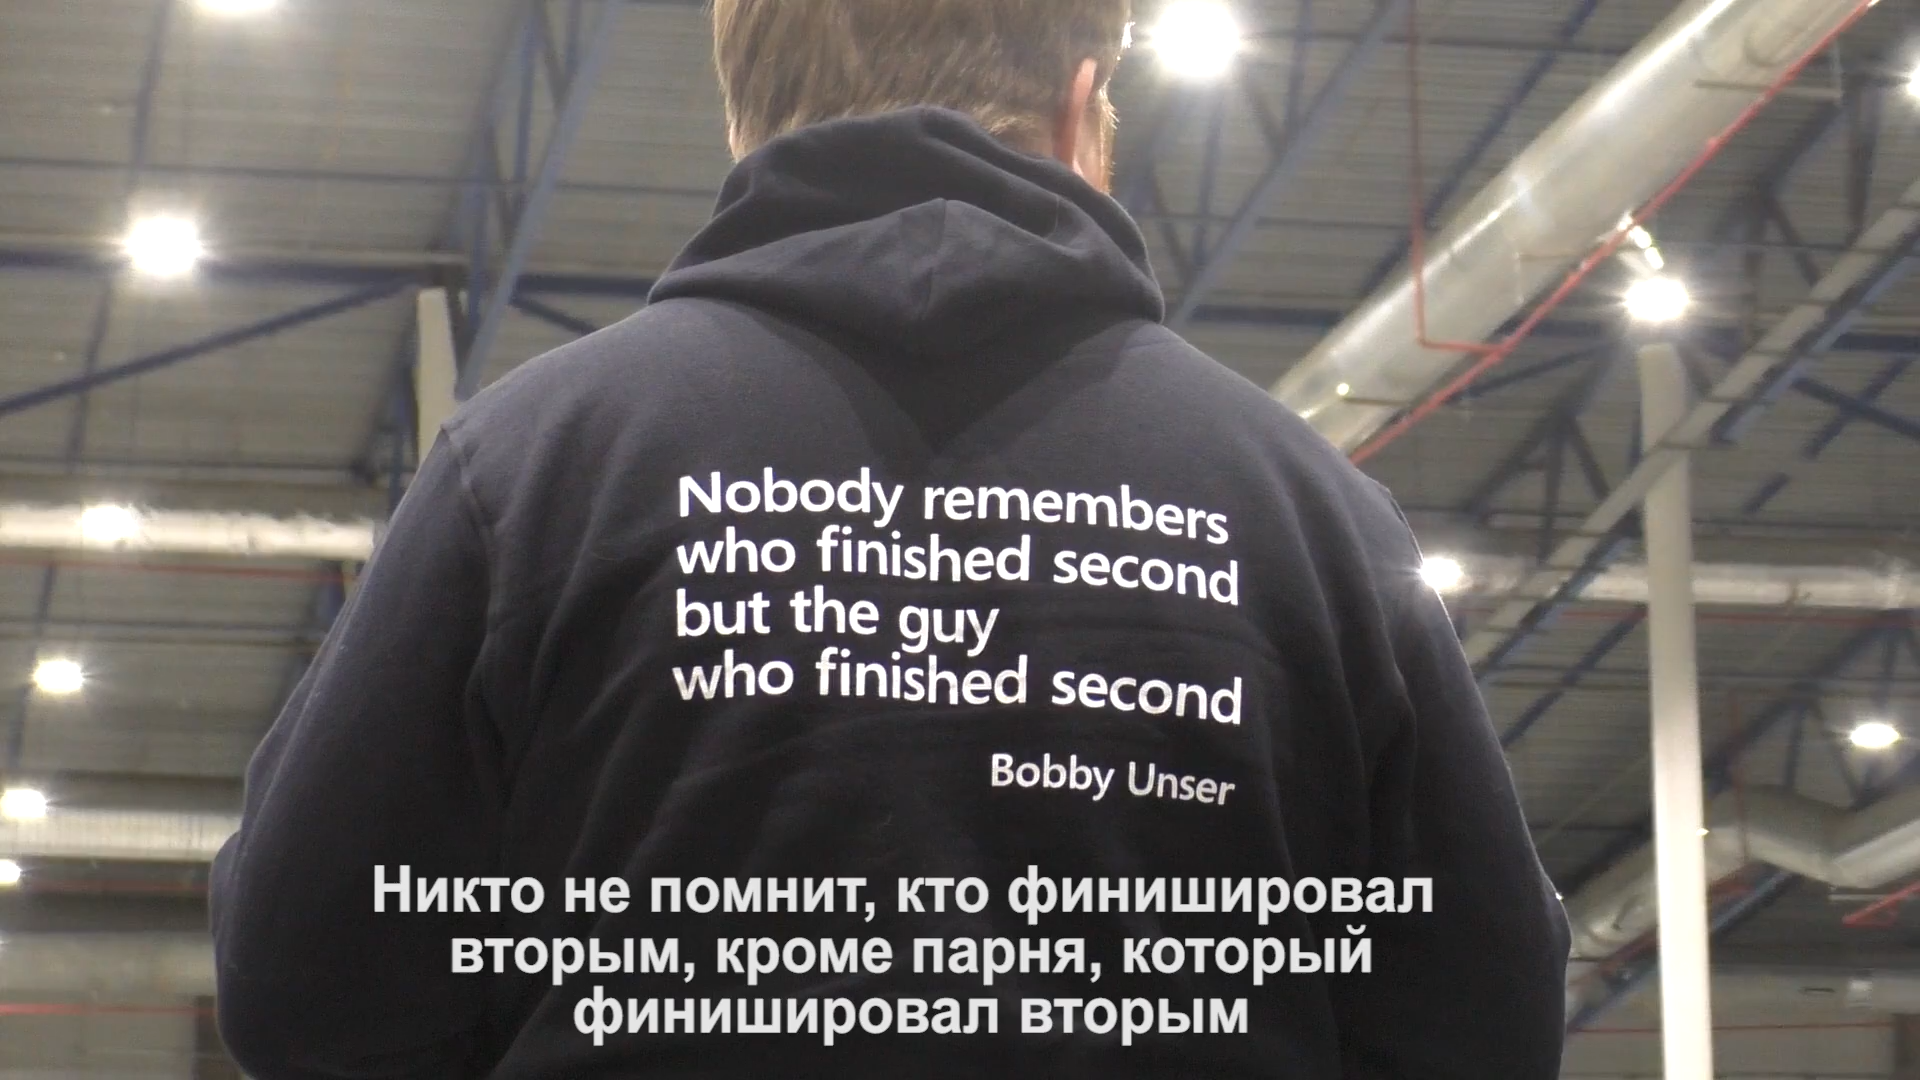 Nobody remembers
who finished second
but the guy
who finished second
Bobby Unser
Никто не помнит, кто финишировал
вторым, кроме парня, который
финишировал вторым